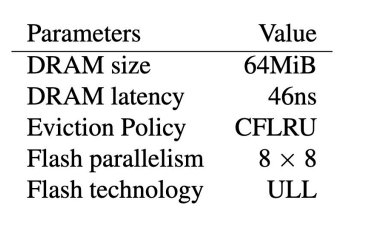 Parameters Value
DRAM size 64MiB
DRAM latency 46ns
Eviction Policy CFLRU
Flash parallelism 8 × 8
Flash technology ULL